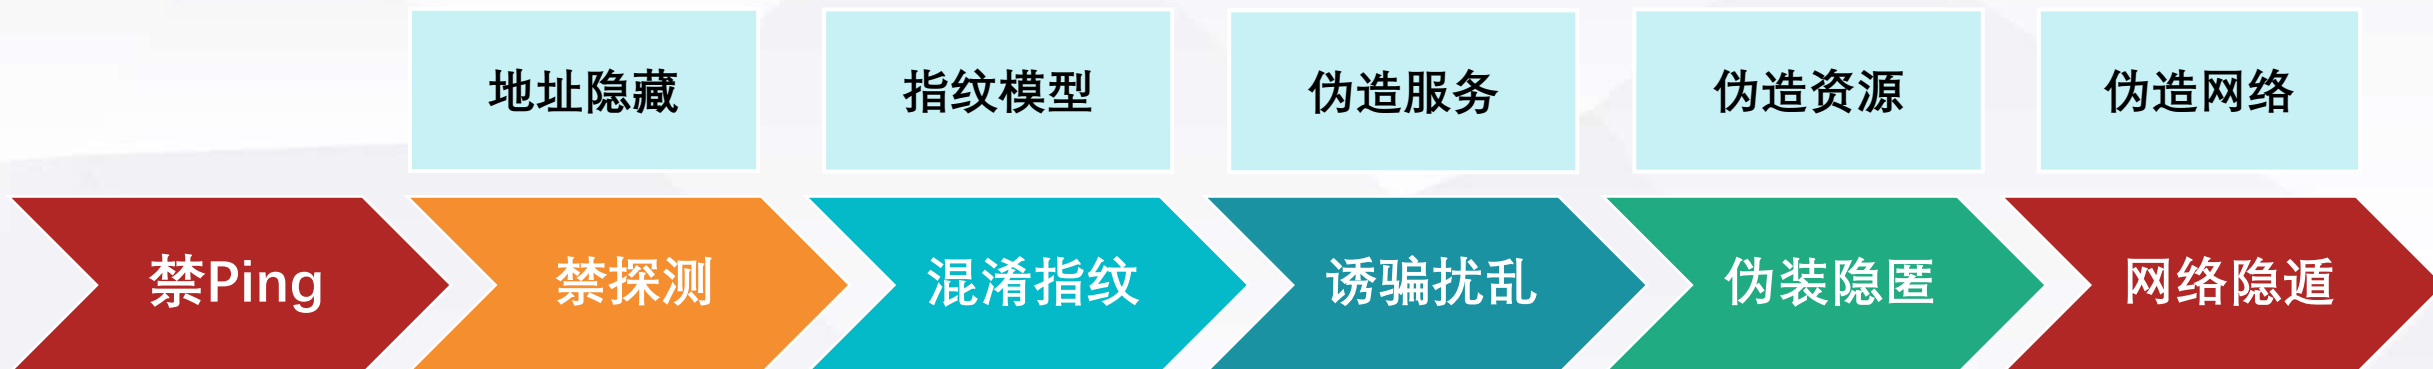 地址隐藏
指纹模型
伪造服务
伪造资源
伪造网络
禁Ping
禁探测
混淆指纹
诱骗扰乱
伪装隐匿
网络隐遁